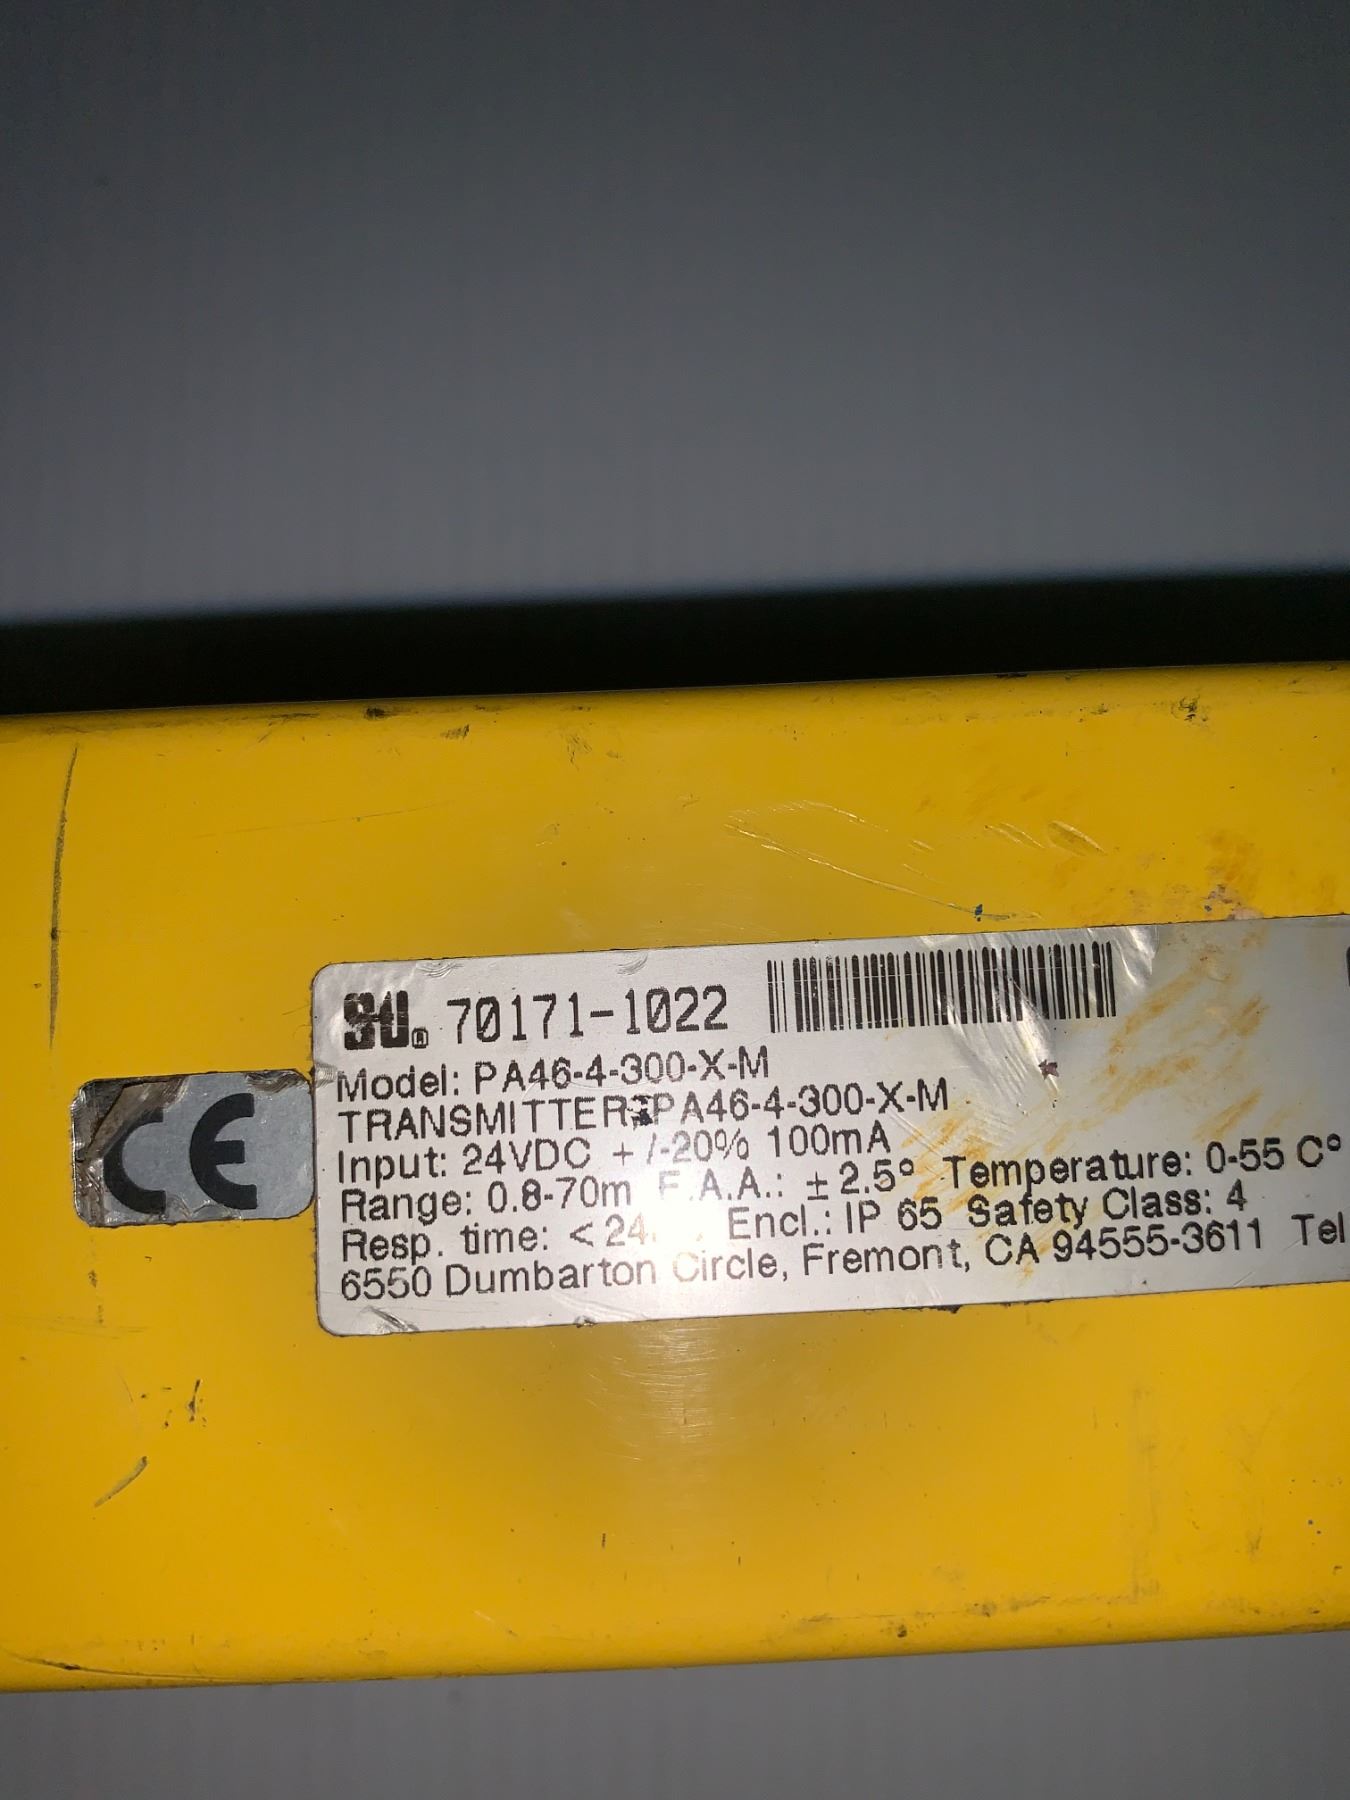 70171-1022
Model: PA46-4-300-X-M
TRANSMITTER: PA46-4-300-X-M
Input: 24VDC +/-20% 100mA
Range: 0.8-70m E.A.A.: ±2.5° Temperature: 0-55 C°
Resp. time: < Encl.: IP 65 Safety Class: 4
6550 Dumbarton Circle, Fremont, CA 94555-3611 Tel
CE